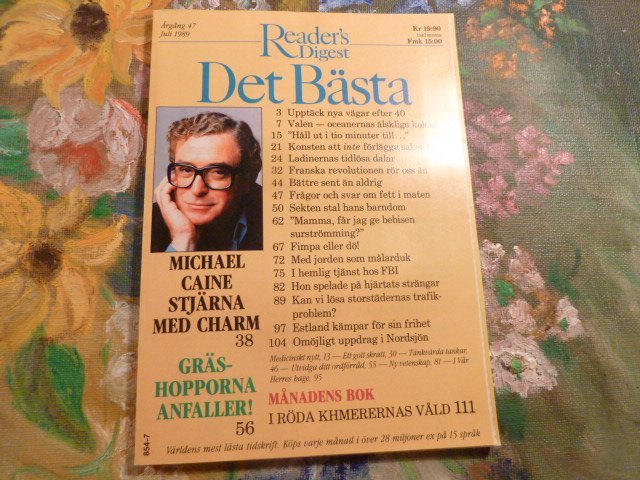 Årgång 47
Juli 1989
Reader's
Digest
Kr 19:90
inkl moms
Fmk 15:00
Det Bästa
3 Upptäck nya vägar efter 40
7 Valen — oceanernas älskliga
15 "Håll ut i tio minuter till..."
21 Konsten att inte förlägga saker
24 Ladinernas tidlösa dalar
32 Franska revolutionen rör oss än
44 Bättre sent än aldrig
47 Frågor och svar om fett i maten
50 Sekten stal hans barndom
62 "Mamma, får jag ge bebisen
surströmming?"
67 Fimpa eller dö!
72 Med jorden som målarduk
75 I hemlig tjänst hos FBI
82 Hon spelade på hjärtats strängar
89 Kan vi lösa storstädernas trafik-
problem?
97 Estland kämpar för sin frihet
104 Omöjligt uppdrag i Nordsjön
Medicinskt nytt, 13 — Ett gott skratt, 30 — Tänkvärda tankar,
46 — Utvidga ditt ordförråd, 55 — Ny vetenskap, 81 — I Vår
Herres hage, 95
MICHAEL
CAINE
STJÄRNA
MED CHARM
38
GRÄS-
HOPPORNA
ANFALLER!
56
MÅNADENS BOK
I RÖDA KHMERERNAS VÅLD 111
854-7
Världens mest lästa tidskrift. Köps varje månad i över 28 miljoner ex på 15 språk